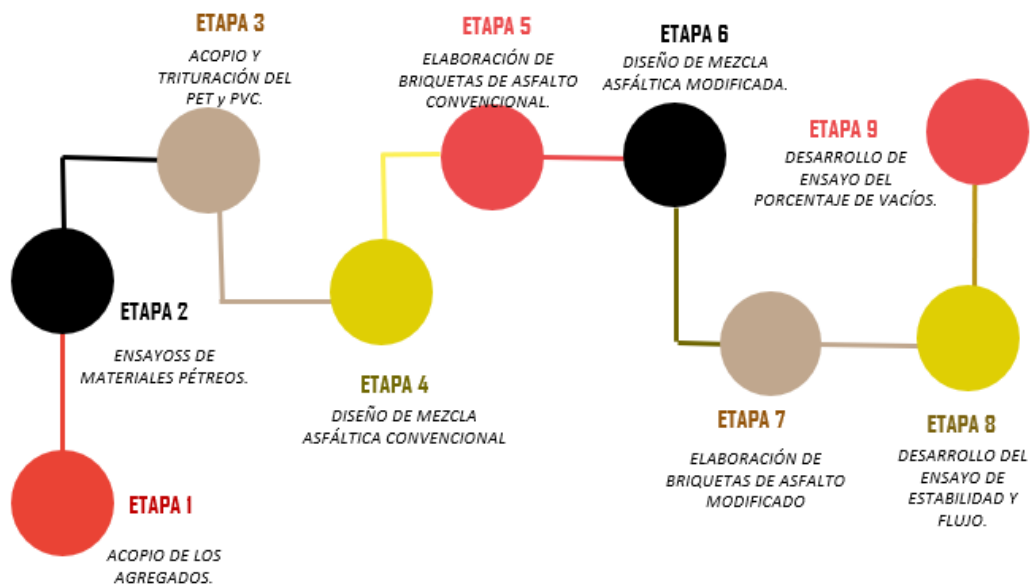 ETAPA 1
ACOPIO DE LOS
AGREGADOS.
ETAPA 2
ENSAYOSS DE
MATERIALES PÉTREOS.
ETAPA 3
ACOPIO Y
TRITURACIÓN DEL
PET y PVC.
ETAPA 4
DISEÑO DE MEZCLA
ASFÁLTICA CONVENCIONAL
ETAPA 5
ELABORACIÓN DE
BRIQUETAS DE ASFALTO
CONVENCIONAL.
ETAPA 6
DISEÑO DE MEZCLA
ASFÁLTICA MODIFICADA.
ETAPA 7
ELABORACIÓN DE
BRIQUETAS DE ASFALTO
MODIFICADO
ETAPA 8
DESARROLLO DEL
ENSAYO DE
ESTABILIDAD Y
FLUJO.
ETAPA 9
DESARROLLO DE
ENSAYO DEL
PORCENTAJE DE VACÍOS.